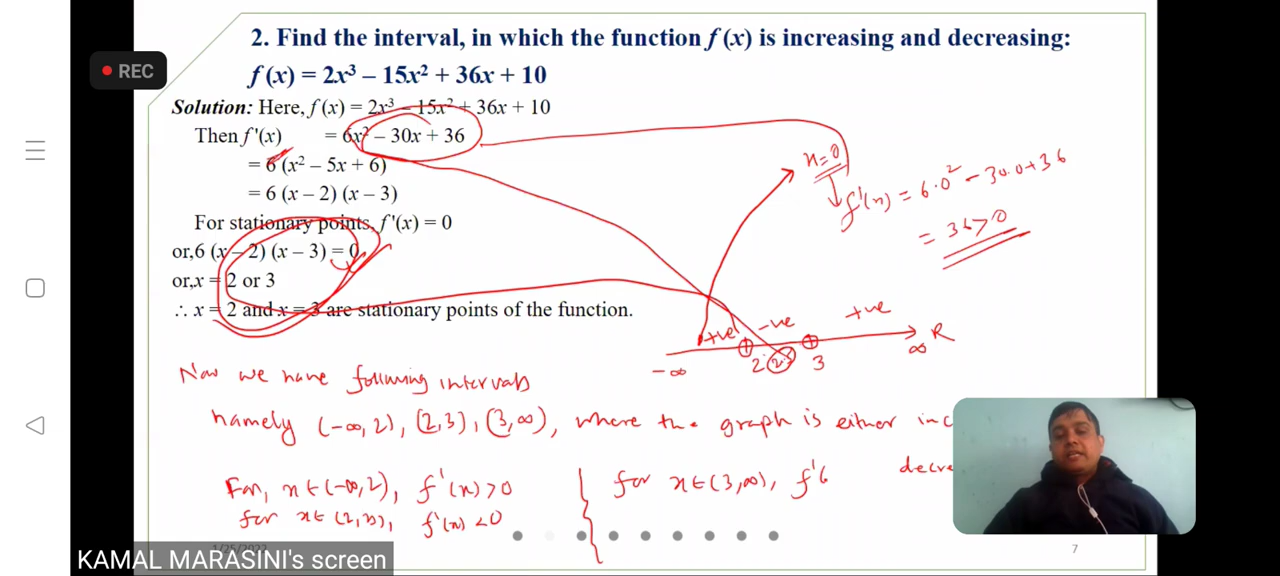 2. Find the interval, in which the function f (x) is increasing and decreasing:
REC
f (x) = 2x³ – 15x² + 36x + 10
Solution: Here, f (x) = 2x³ – 15x² + 36x + 10
Then f '(x) = 6x² – 30x + 36
= 6 (x² – 5x + 6)
= 6 (x – 2) (x – 3)
For stationary points, f '(x) = 0
or,6 (x – 2) (x – 3) = 0
or,x = 2 or 3
∴ x = 2 and x = 3 are stationary points of the function.
x=0
f'(x) = 6·0² – 30·0+36
= 36>0
+ve -ve +ve
-∞ 2 3 ∞ R
Now we have following intervals
namely (-∞, 2), (2,3), (3,∞), where the graph is either inc
decre
For, x∈(-∞,2), f'(x)>0
for x∈(2,3), f'(x)<0
for x∈(3,∞), f'(
7
KAMAL MARASINI's screen